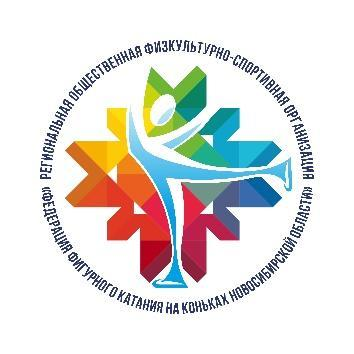 РЕГИОНАЛЬНАЯ ОБЩЕСТВЕННАЯ ФИЗКУЛЬТУРНО-СПОРТИВНАЯ ОРГАНИЗАЦИЯ
«ФЕДЕРАЦИЯ ФИГУРНОГО КАТАНИЯ НА КОНЬКАХ НОВОСИБИРСКОЙ ОБЛАСТИ»